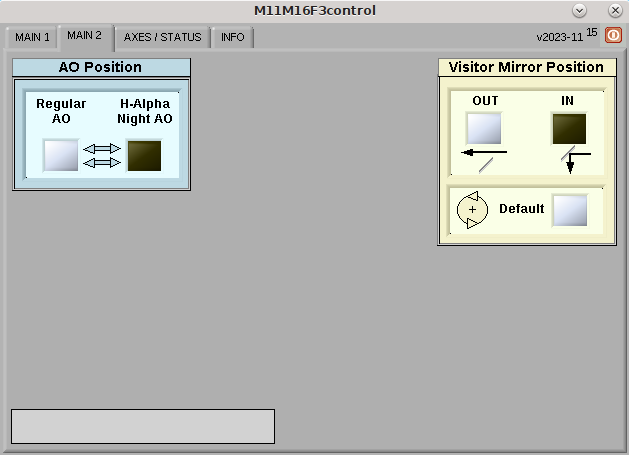 M11M16F3control
MAIN 1
MAIN 2
AXES / STATUS
INFO
v2023-11 15
AO Position
Regular
AO
H-Alpha
Night AO
Visitor Mirror Position
OUT
IN
Default